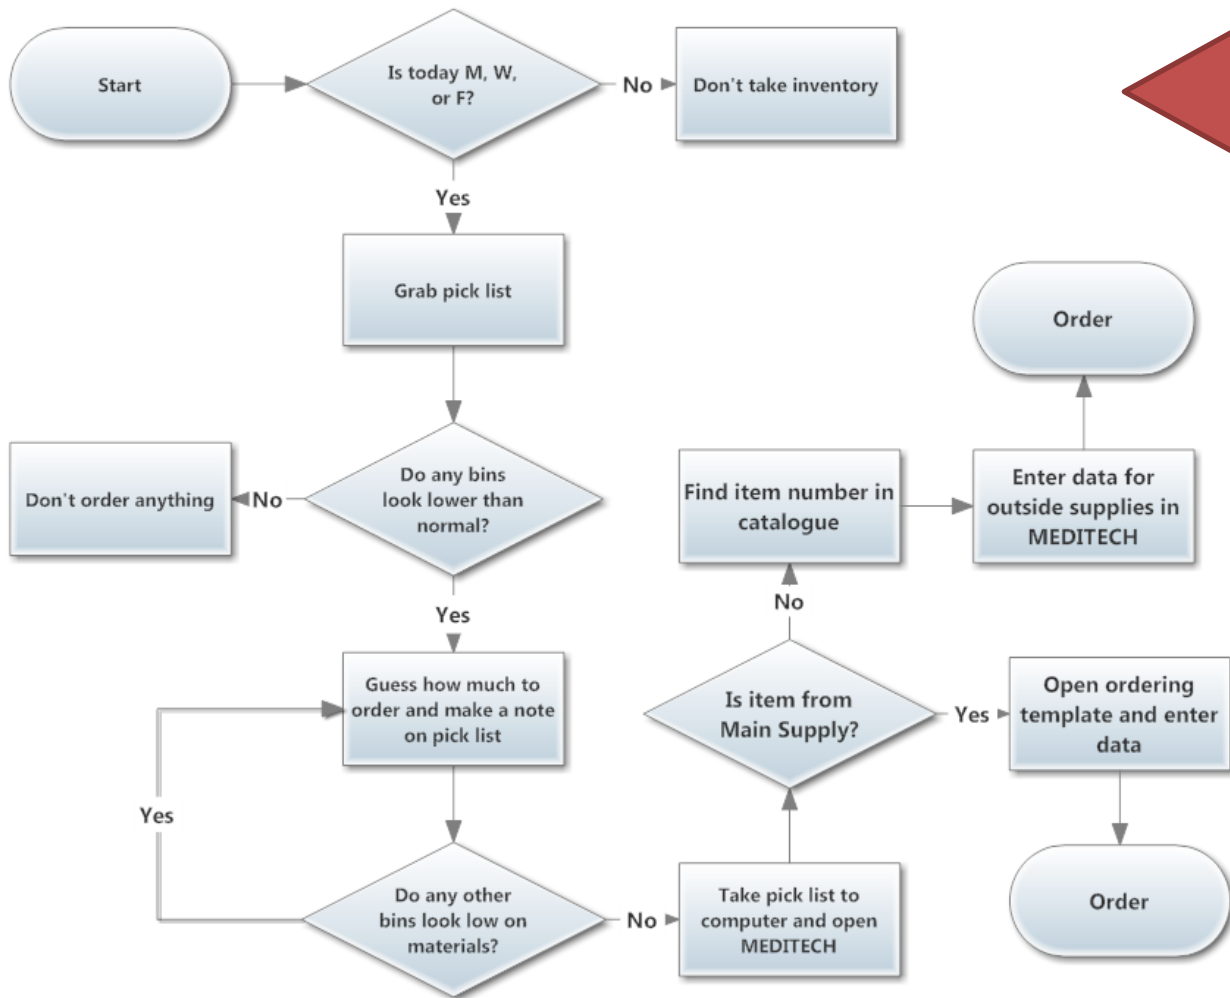 Start
Is today M, W,
or F?
No
Don't take inventory
Yes
Grab pick list
Do any bins
look lower than
normal?
No
Don't order anything
Yes
Guess how much to
order and make a note
on pick list
Yes
Do any other
bins look low on
materials?
No
Take pick list to
computer and open
MEDITECH
Is item from
Main Supply?
No
Find item number in
catalogue
Enter data for
outside supplies in
MEDITECH
Order
Yes
Open ordering
template and enter
data
Order